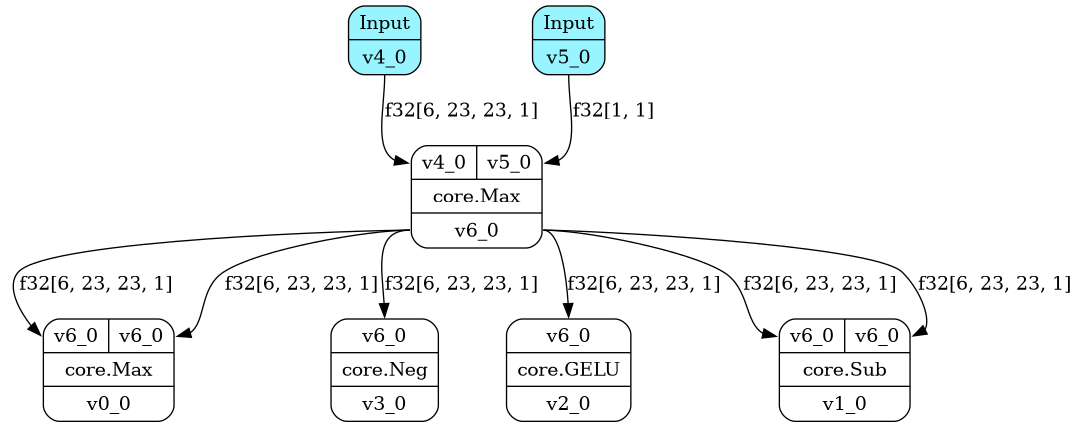 Input
v4_0
Input
v5_0
f32[6, 23, 23, 1]
f32[1, 1]
v4_0
v5_0
core.Max
v6_0
f32[6, 23, 23, 1]
f32[6, 23, 23, 1]
f32[6, 23, 23, 1]
f32[6, 23, 23, 1]
f32[6, 23, 23, 1]
f32[6, 23, 23, 1]
v6_0
v6_0
core.Max
v0_0
v6_0
core.Neg
v3_0
v6_0
core.GELU
v2_0
v6_0
v6_0
core.Sub
v1_0